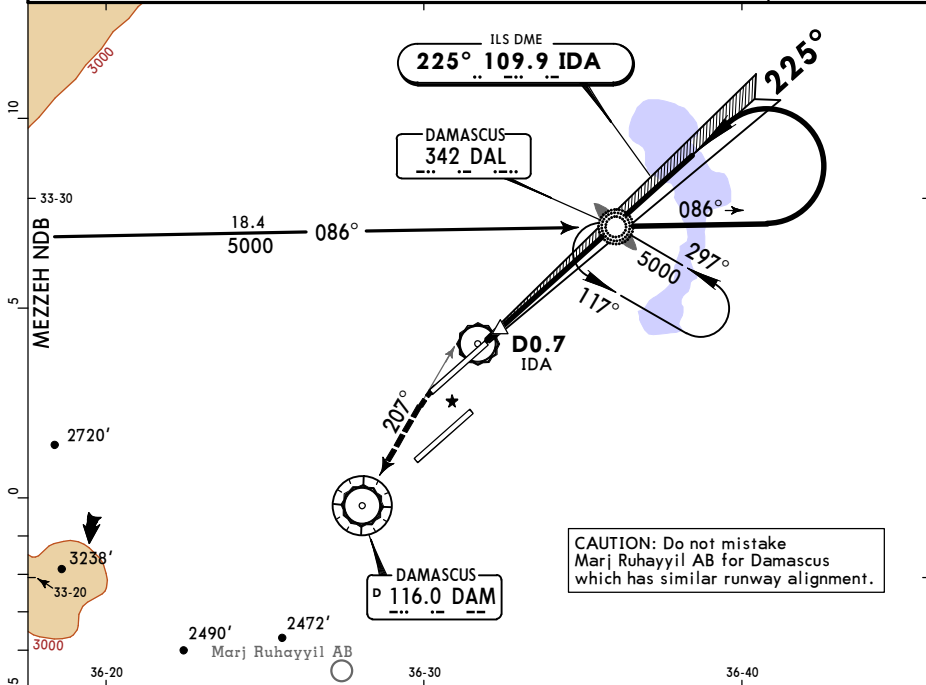 3000
ILS DME
225° 109.9 IDA
225°
DAMASCUS
342 DAL
10
33-30
MEZZEH NDB
18.4
5000
086°
086°
5000
297°
117°
5
D0.7
IDA
207°
2720'
0
3238'
33-20
3000
CAUTION: Do not mistake
Marj Ruhayyil AB for Damascus
which has similar runway alignment.
DAMASCUS
D 116.0 DAM
2490'
2472'
Marj Ruhayyil AB
5
36-20
36-30
36-40